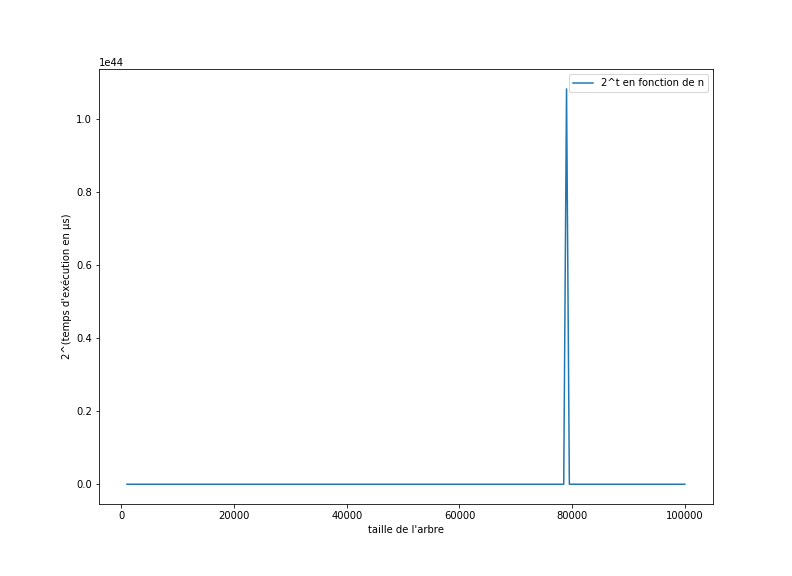 1e44
2^t en fonction de n
1.0
0.8
0.6
0.4
0.2
0.0
2^(temps d'exécution en µs)
0 20000 40000 60000 80000 100000
taille de l'arbre